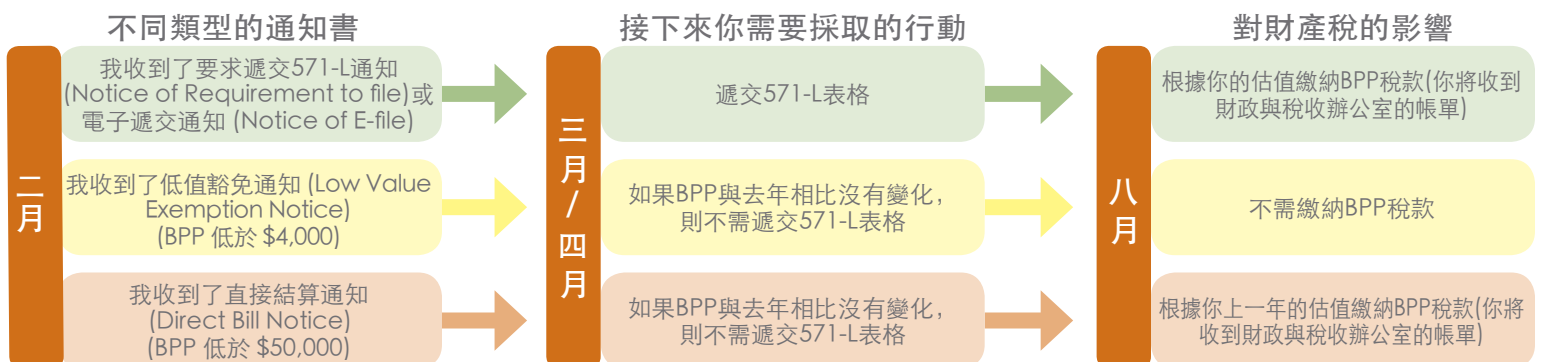 不同類型的通知書
接下來你需要採取的行動
對財產稅的影響
二月
我收到了要求遞交571-L通知
(Notice of Requirement to file)或
電子遞交通知 (Notice of E-file)
三月/四月
遞交571-L表格
八月
根據你的估值繳納BPP稅款(你將收到
財政與稅收辦公室的帳單)
我收到了低值豁免通知 (Low Value
Exemption Notice)
(BPP 低於 $4,000)
如果BPP與去年相比沒有變化，
則不需遞交571-L表格
不需繳納BPP稅款
我收到了直接結算通知
(Direct Bill Notice)
(BPP 低於 $50,000)
如果BPP與去年相比沒有變化，
則不需遞交571-L表格
根據你上一年的估值繳納BPP稅款(你將
收到財政與稅收辦公室的帳單)